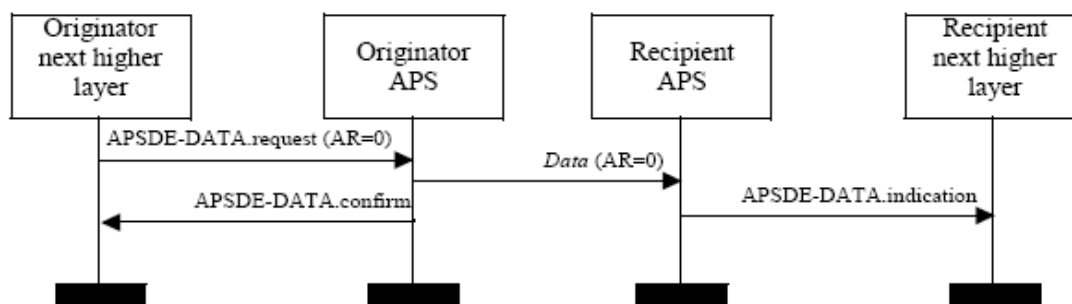 Originator
next higher
layer
Originator
APS
Recipient
APS
Recipient
next higher
layer
APSDE-DATA.request (AR=0)
Data (AR=0)
APSDE-DATA.confirm
APSDE-DATA.indication